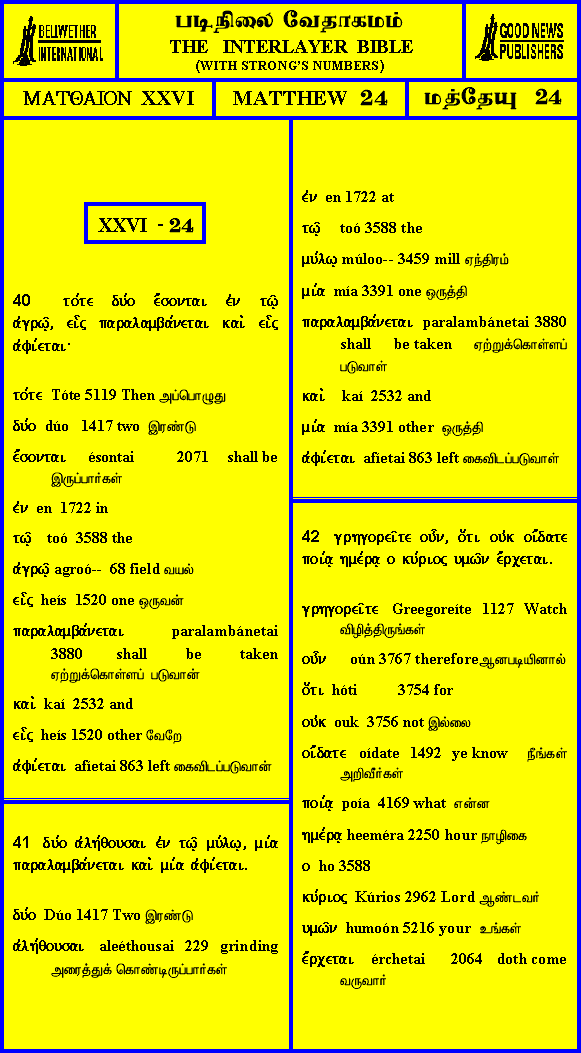 BELLWETHER
INTERNATIONAL
படிநிலை வேதாகமம்
THE INTERLAYER BIBLE
(WITH STRONG'S NUMBERS)
GOOD NEWS
PUBLISHERS
ΜΑΤΘΑΙΟΝ XXVI
MATTHEW 24
மத்தேயு 24
XXVI - 24
40 τότε δύο ἔσονται ἐν τῶ
ἀγρῶ, εἷς παραλαμβάνεται καὶ εἷς
ἀφίεται·
τότε Tóte 5119 Then அப்பொழுது
δύο dúo 1417 two இரண்டு
ἔσονται ésontai 2071 shall be
இருப்பார்கள்
ἐν en 1722 in
τῶ toó 3588 the
ἀγρῶ agroó-- 68 field வயல்
εἷς heís 1520 one ஒருவன்
παραλαμβάνεται paralambánetai
3880 shall be taken
ஏற்றுக்கொள்ளப் படுவான்
καὶ kaí 2532 and
εἷς heís 1520 other வேறே
ἀφίεται afíetai 863 left கைவிடப்படுவான்
41 δύο ἀλήθουσαι ἐν τῶ μύλῳ, μία
παραλαμβάνεται καὶ μία ἀφίεται.
δύο Dúo 1417 Two இரண்டு
ἀλήθουσαι aleéthousai 229 grinding
அரைத்துக் கொண்டிருப்பார்கள்
ἐν en 1722 at
τῶ toó 3588 the
μύλῳ múloo-- 3459 mill ஏந்திரம்
μία mía 3391 one ஒருத்தி
παραλαμβάνεται paralambánetai 3880
shall be taken ஏற்றுக்கொள்ளப்
படுவாள்
καὶ kaí 2532 and
μία mía 3391 other ஒருத்தி
ἀφίεται afíetai 863 left கைவிடப்படுவாள்
42 γρηγορεῖτε οὖν, ὅτι οὐκ οἴδατε
ποίᾳ ημέρᾳ ο κύριος υμῶν ἔρχεται.
γρηγορεῖτε Greegoreíte 1127 Watch
விழித்திருங்கள்
οὖν oún 3767 therefore ஆனபடியினால்
ὅτι hóti 3754 for
οὐκ ouk 3756 not இல்லை
οἴδατε oídate 1492 ye know நீங்கள்
அறிவீர்கள்
ποίᾳ poía 4169 what என்ன
ημέρᾳ heeméra 2250 hour நாழிகை
ο ho 3588
κύριος Kúrios 2962 Lord ஆண்டவர்
υμῶν humoón 5216 your உங்கள்
ἔρχεται érchetai 2064 doth come
வருவார்